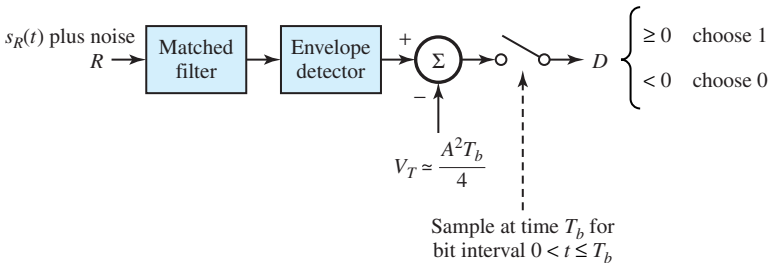 s_R(t) plus noise
R
Matched
filter
Envelope
detector
+
Σ
−
D
≥ 0 choose 1
< 0 choose 0
V_T ≃ A²T_b / 4
Sample at time T_b for
bit interval 0 < t ≤ T_b